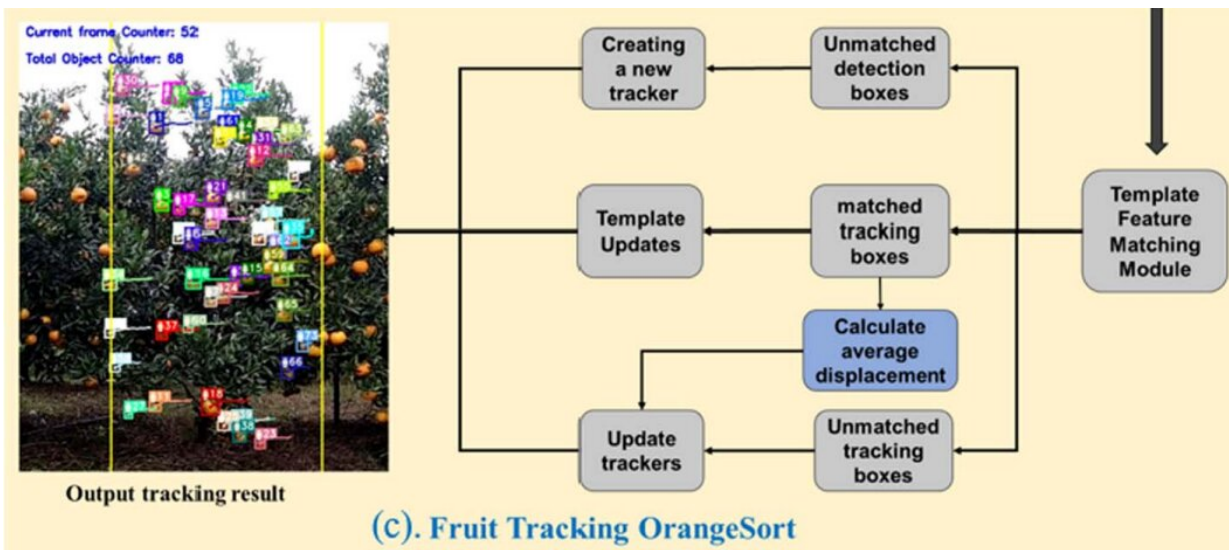 Current frame Counter: 52
Total Object Counter: 68
Output tracking result
Creating
a new
tracker
Unmatched
detection
boxes
Template
Updates
matched
tracking
boxes
Template
Feature
Matching
Module
Calculate
average
displacement
Update
trackers
Unmatched
tracking
boxes
(c). Fruit Tracking OrangeSort